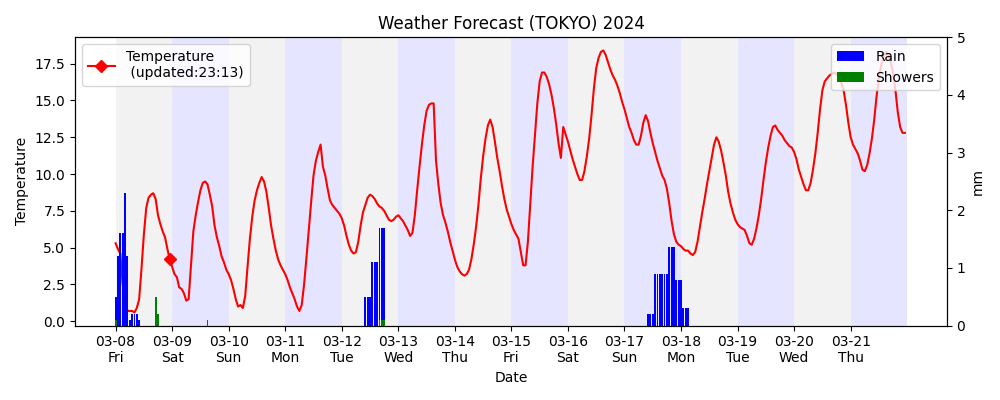 Weather Forecast (TOKYO) 2024
Temperature
(updated:23:13)
Rain
Showers
Temperature
17.5
15.0
12.5
10.0
7.5
5.0
2.5
0.0
5
4
3
2
1
0
mm
03-08 03-09 03-10 03-11 03-12 03-13 03-14 03-15 03-16 03-17 03-18 03-19 03-20 03-21
Fri Sat Sun Mon Tue Wed Thu Fri Sat Sun Mon Tue Wed Thu
Date